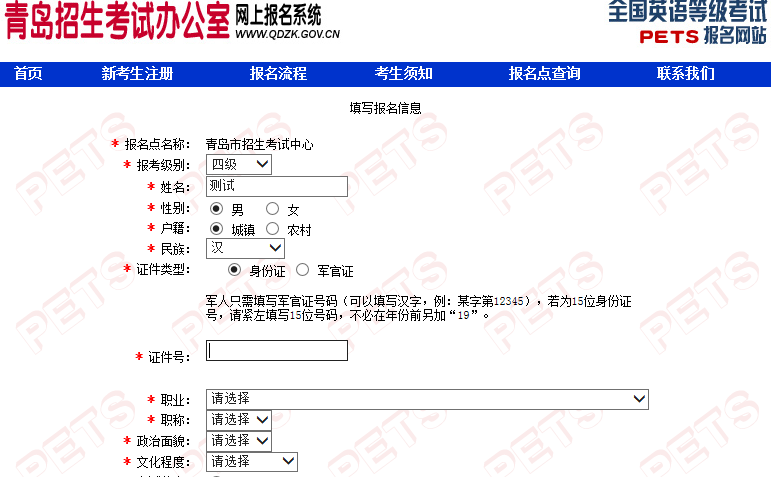 青岛招生考试办公室 网上报名系统
WWW.QDZK.GOV.CN
全国英语等级考试
PETS 报名网站
首页 新考生注册 报名流程 考生须知 报名点查询 联系我们
填写报名信息
* 报名点名称: 青岛市招生考试中心
* 报考级别: 四级
* 姓名: 测试
* 性别: 男 女
* 户籍: 城镇 农村
* 民族: 汉
* 证件类型: 身份证 军官证
军人只需填写军官证号码（可以填写汉字，例：某字第12345），若为15位身份证
号，请紧左填写15位号码，不必在年份前另加“19”。
* 证件号:
* 职业: 请选择
* 职称: 请选择
* 政治面貌: 请选择
* 文化程度: 请选择